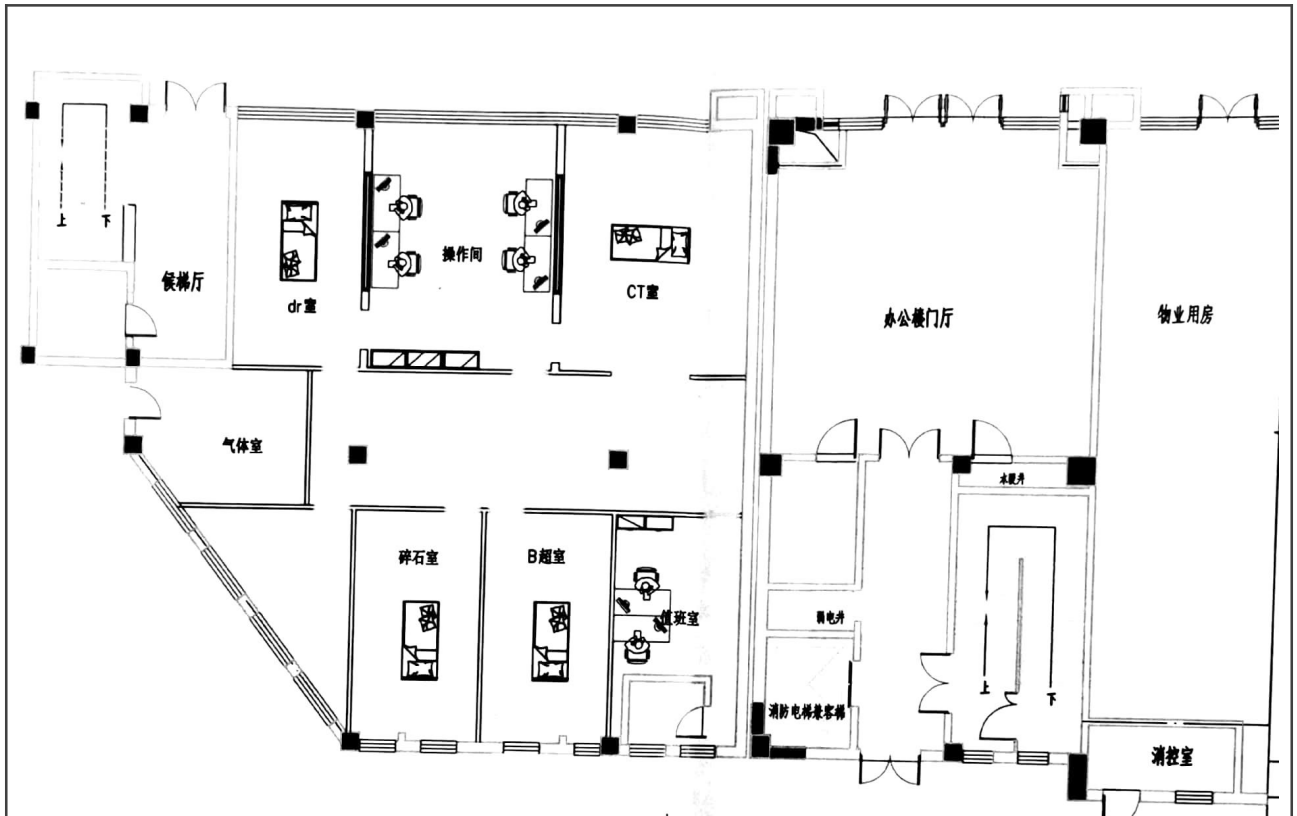 上 下
候梯厅
dr室
操作间
CT室
办公楼门厅
物业用房
气体室
水暖井
碎石室
B超室
值班室
弱电井
上 下
消防电梯兼客梯
消控室